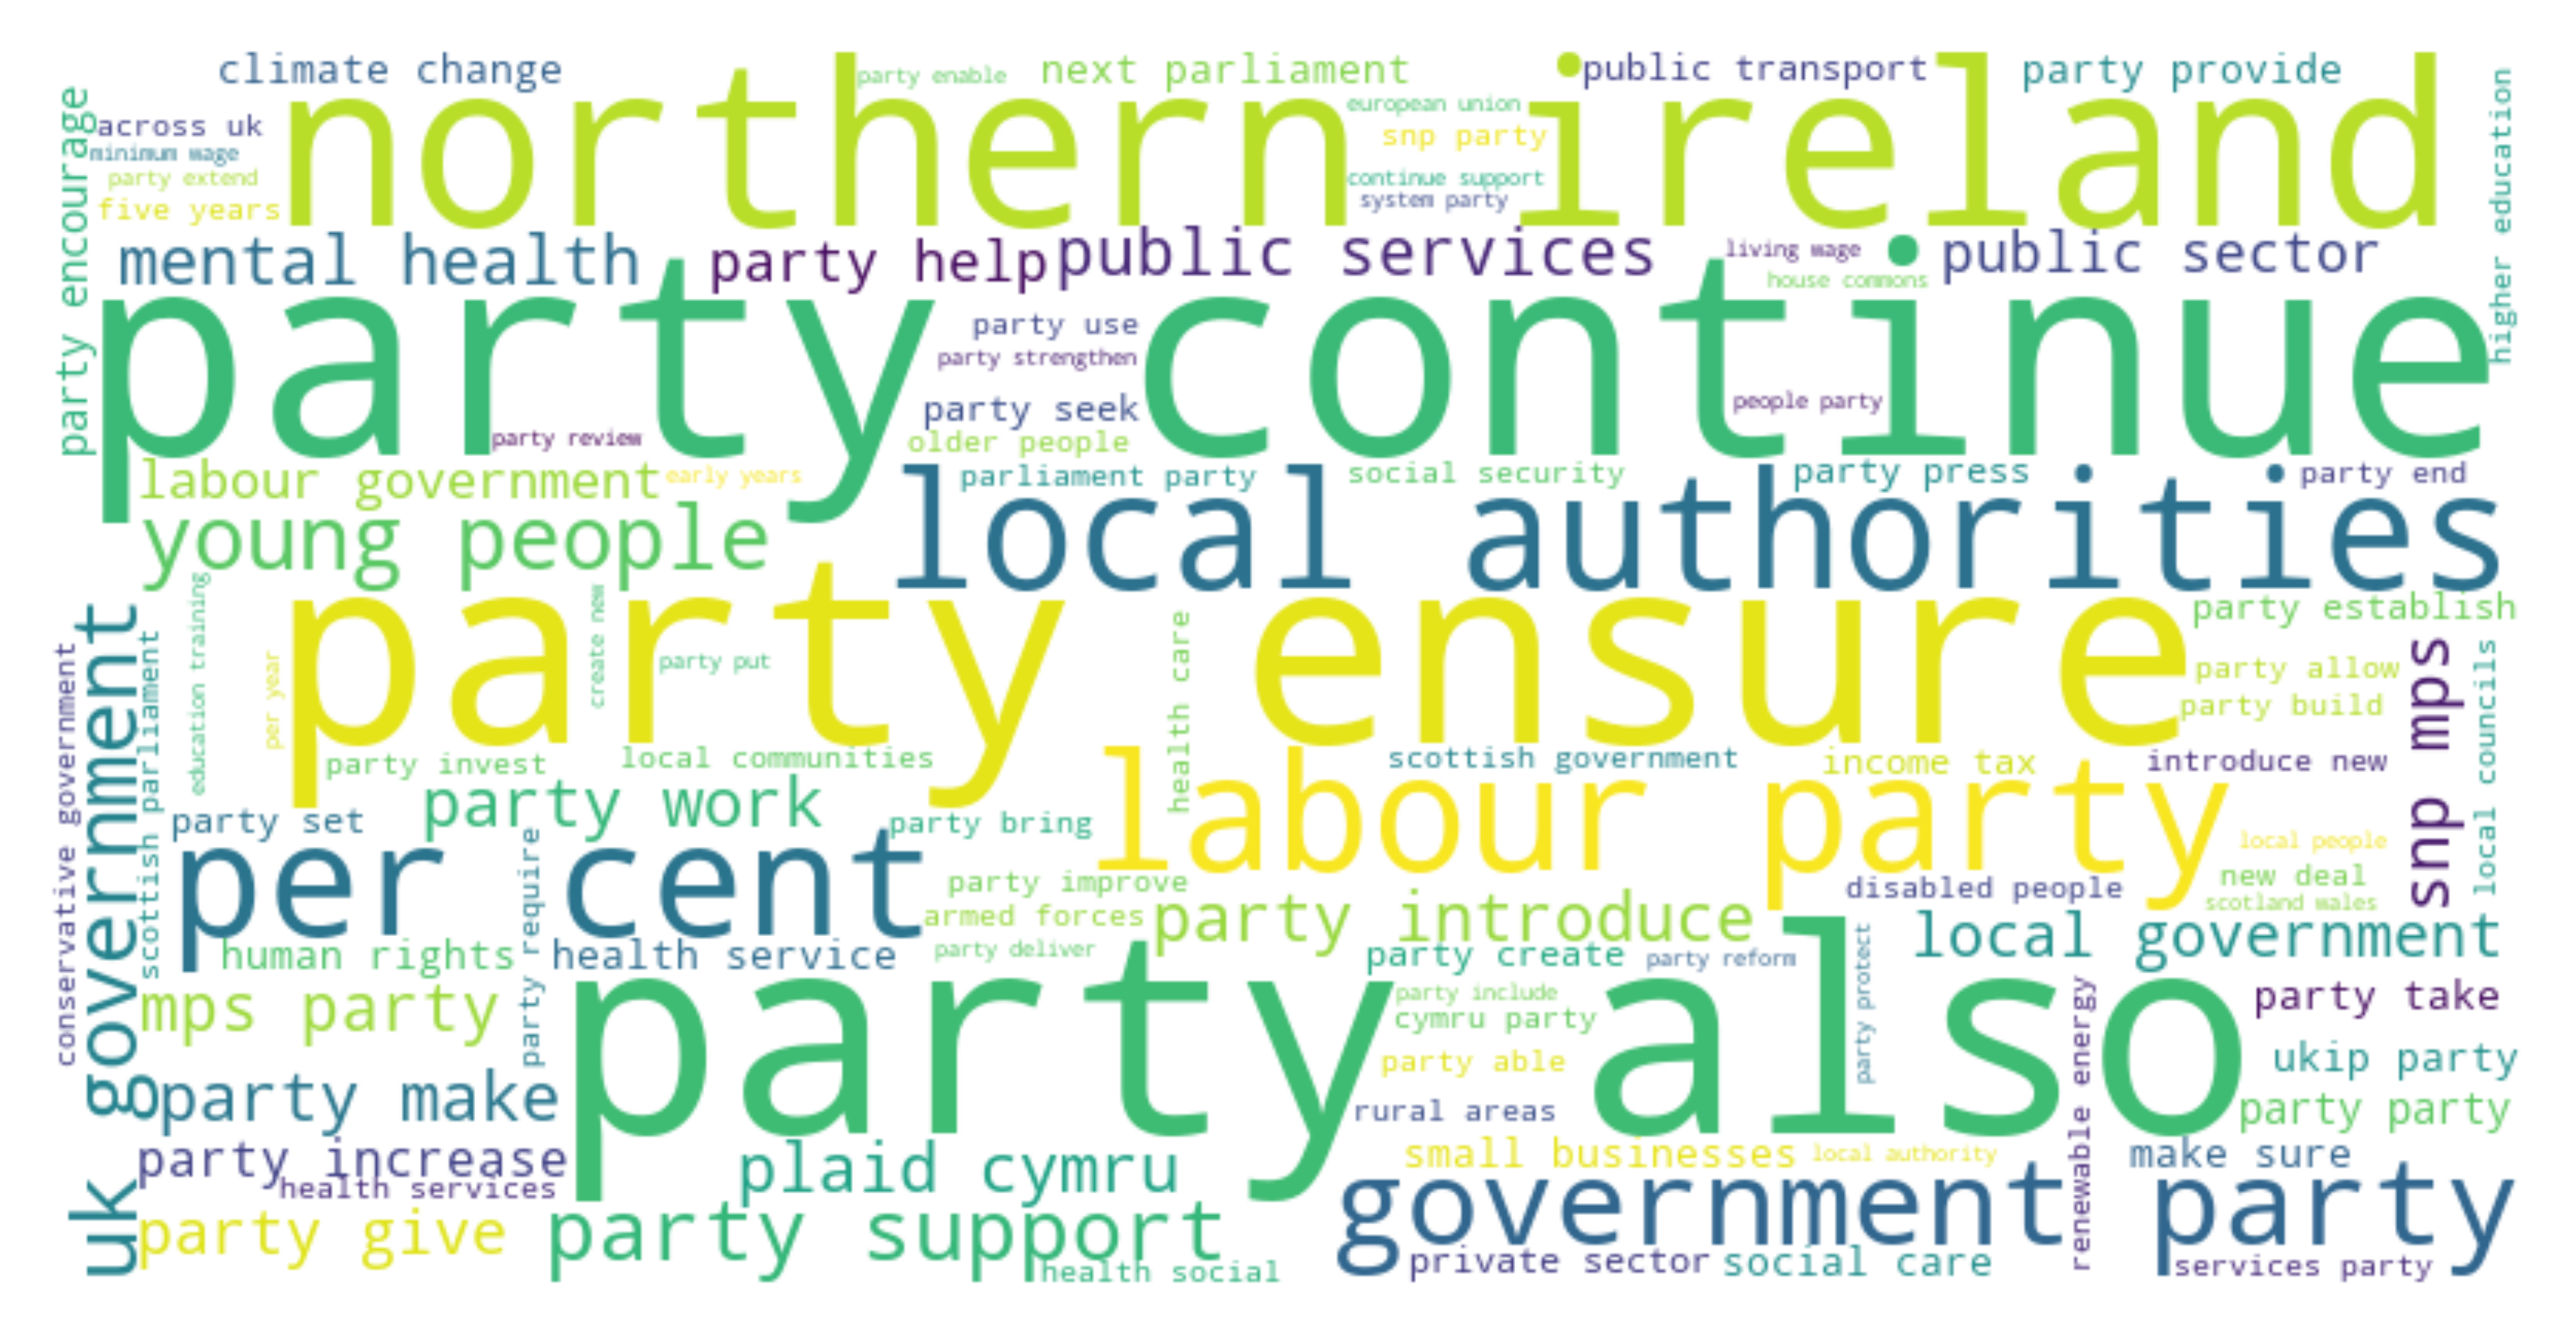 climate change
party enable
next parliament
public transport
party provide
northern ireland
european union
across uk
snp party
minimum wage
party extend
continue support
five years
system party
party encourage
higher education
mental health
party help
public services
living wage
public sector
house commons
party continue
party use
party strengthen
people party
party seek
party review
older people
labour government
early years
parliament party
social security
party press
party end
young people
local authorities
education training
create new
party establish
party ensure
health care
per year
party put
party allow
party build
snp mps
local councils
conservative government
uk government
scottish parliament
party invest
local communities
scottish government
income tax
introduce new
party work
labour party
party set
party bring
local people
per cent
party require
party improve
disabled people
new deal
armed forces
party introduce
scotland wales
human rights
health service
party deliver
party create
party reform
party protect
local government
mps party
party also
party include
cymru party
renewable energy
party take
party able
ukip party
party make
rural areas
party party
party increase
plaid cymru
small businesses
local authority
make sure
health services
government party
party give
party support
health social
private sector
social care
services party